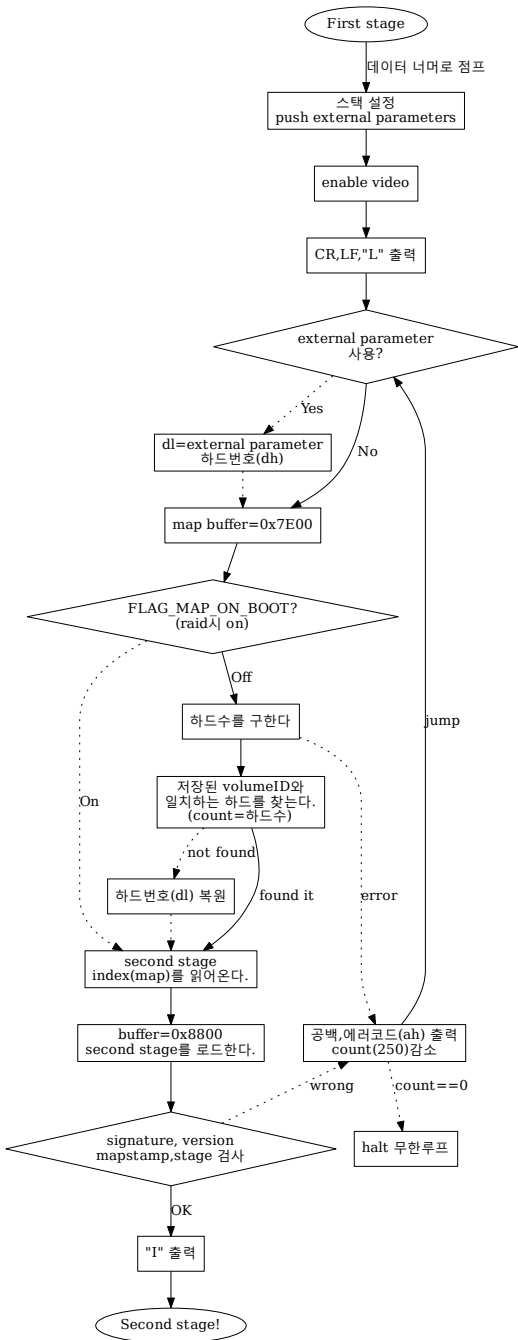 First stage
데이터 너머로 점프
스택 설정
push external parameters
enable video
CR,LF,"L" 출력
external parameter
사용?
Yes
dl=external parameter
하드번호(dh)
No
map buffer=0x7E00
FLAG_MAP_ON_BOOT?
(raid시 on)
Off
하드수를 구한다
jump
저장된 volumeID와
일치하는 하드를 찾는다.
(count=하드수)
On
not found
하드번호(dl) 복원
found it
error
second stage
index(map)를 읽어온다.
buffer=0x8800
second stage를 로드한다.
공백,에러코드(ah) 출력
count(250)감소
wrong
count==0
signature, version
mapstamp,stage 검사
halt 무한루프
OK
"I" 출력
Second stage!